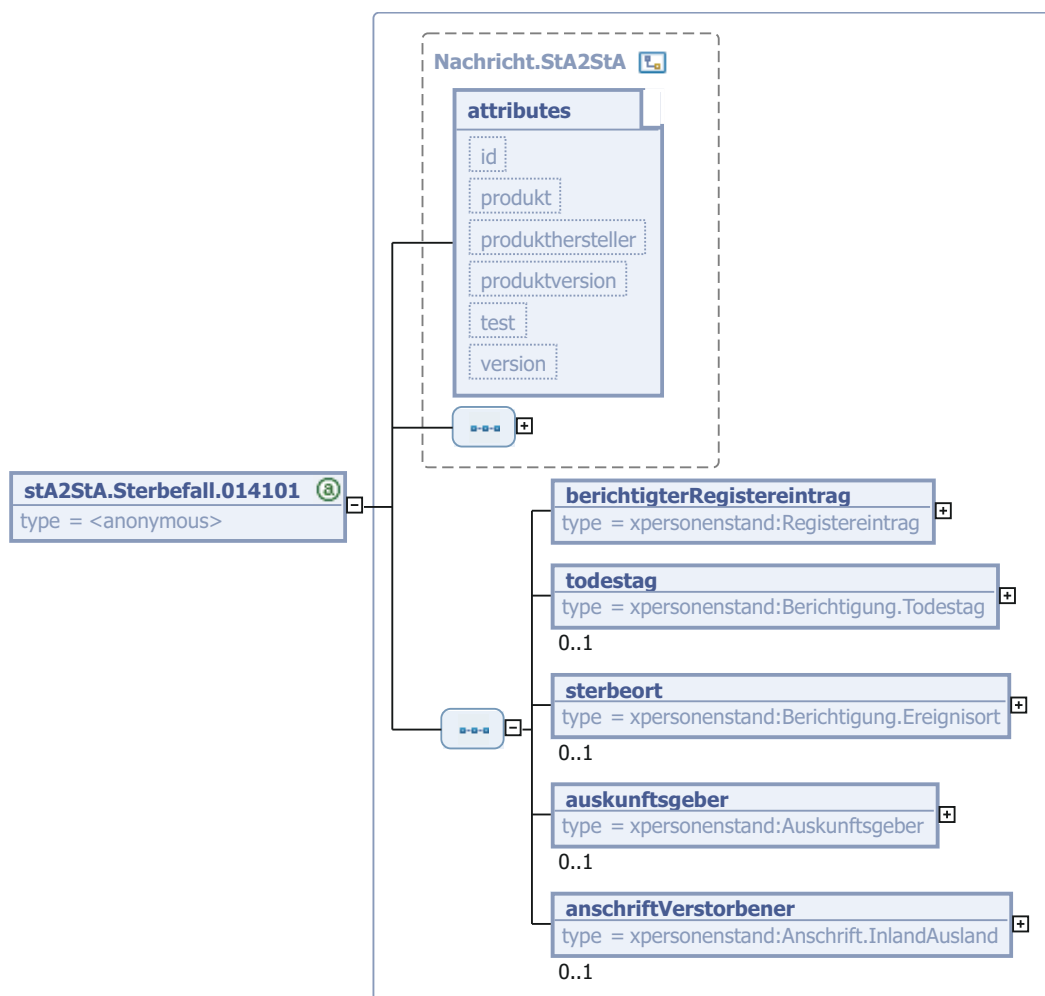 Nachricht.StA2StA
attributes
id
produkt
produkthersteller
produktversion
test
version
stA2StA.Sterbefall.014101
type = <anonymous>
berichtigterRegistereintrag
type = xpersonenstand:Registereintrag
todestag
type = xpersonenstand:Berichtigung.Todestag
0..1
sterbeort
type = xpersonenstand:Berichtigung.Ereignisort
0..1
auskunftsgeber
type = xpersonenstand:Auskunftsgeber
0..1
anschriftVerstorbener
type = xpersonenstand:Anschrift.InlandAusland
0..1